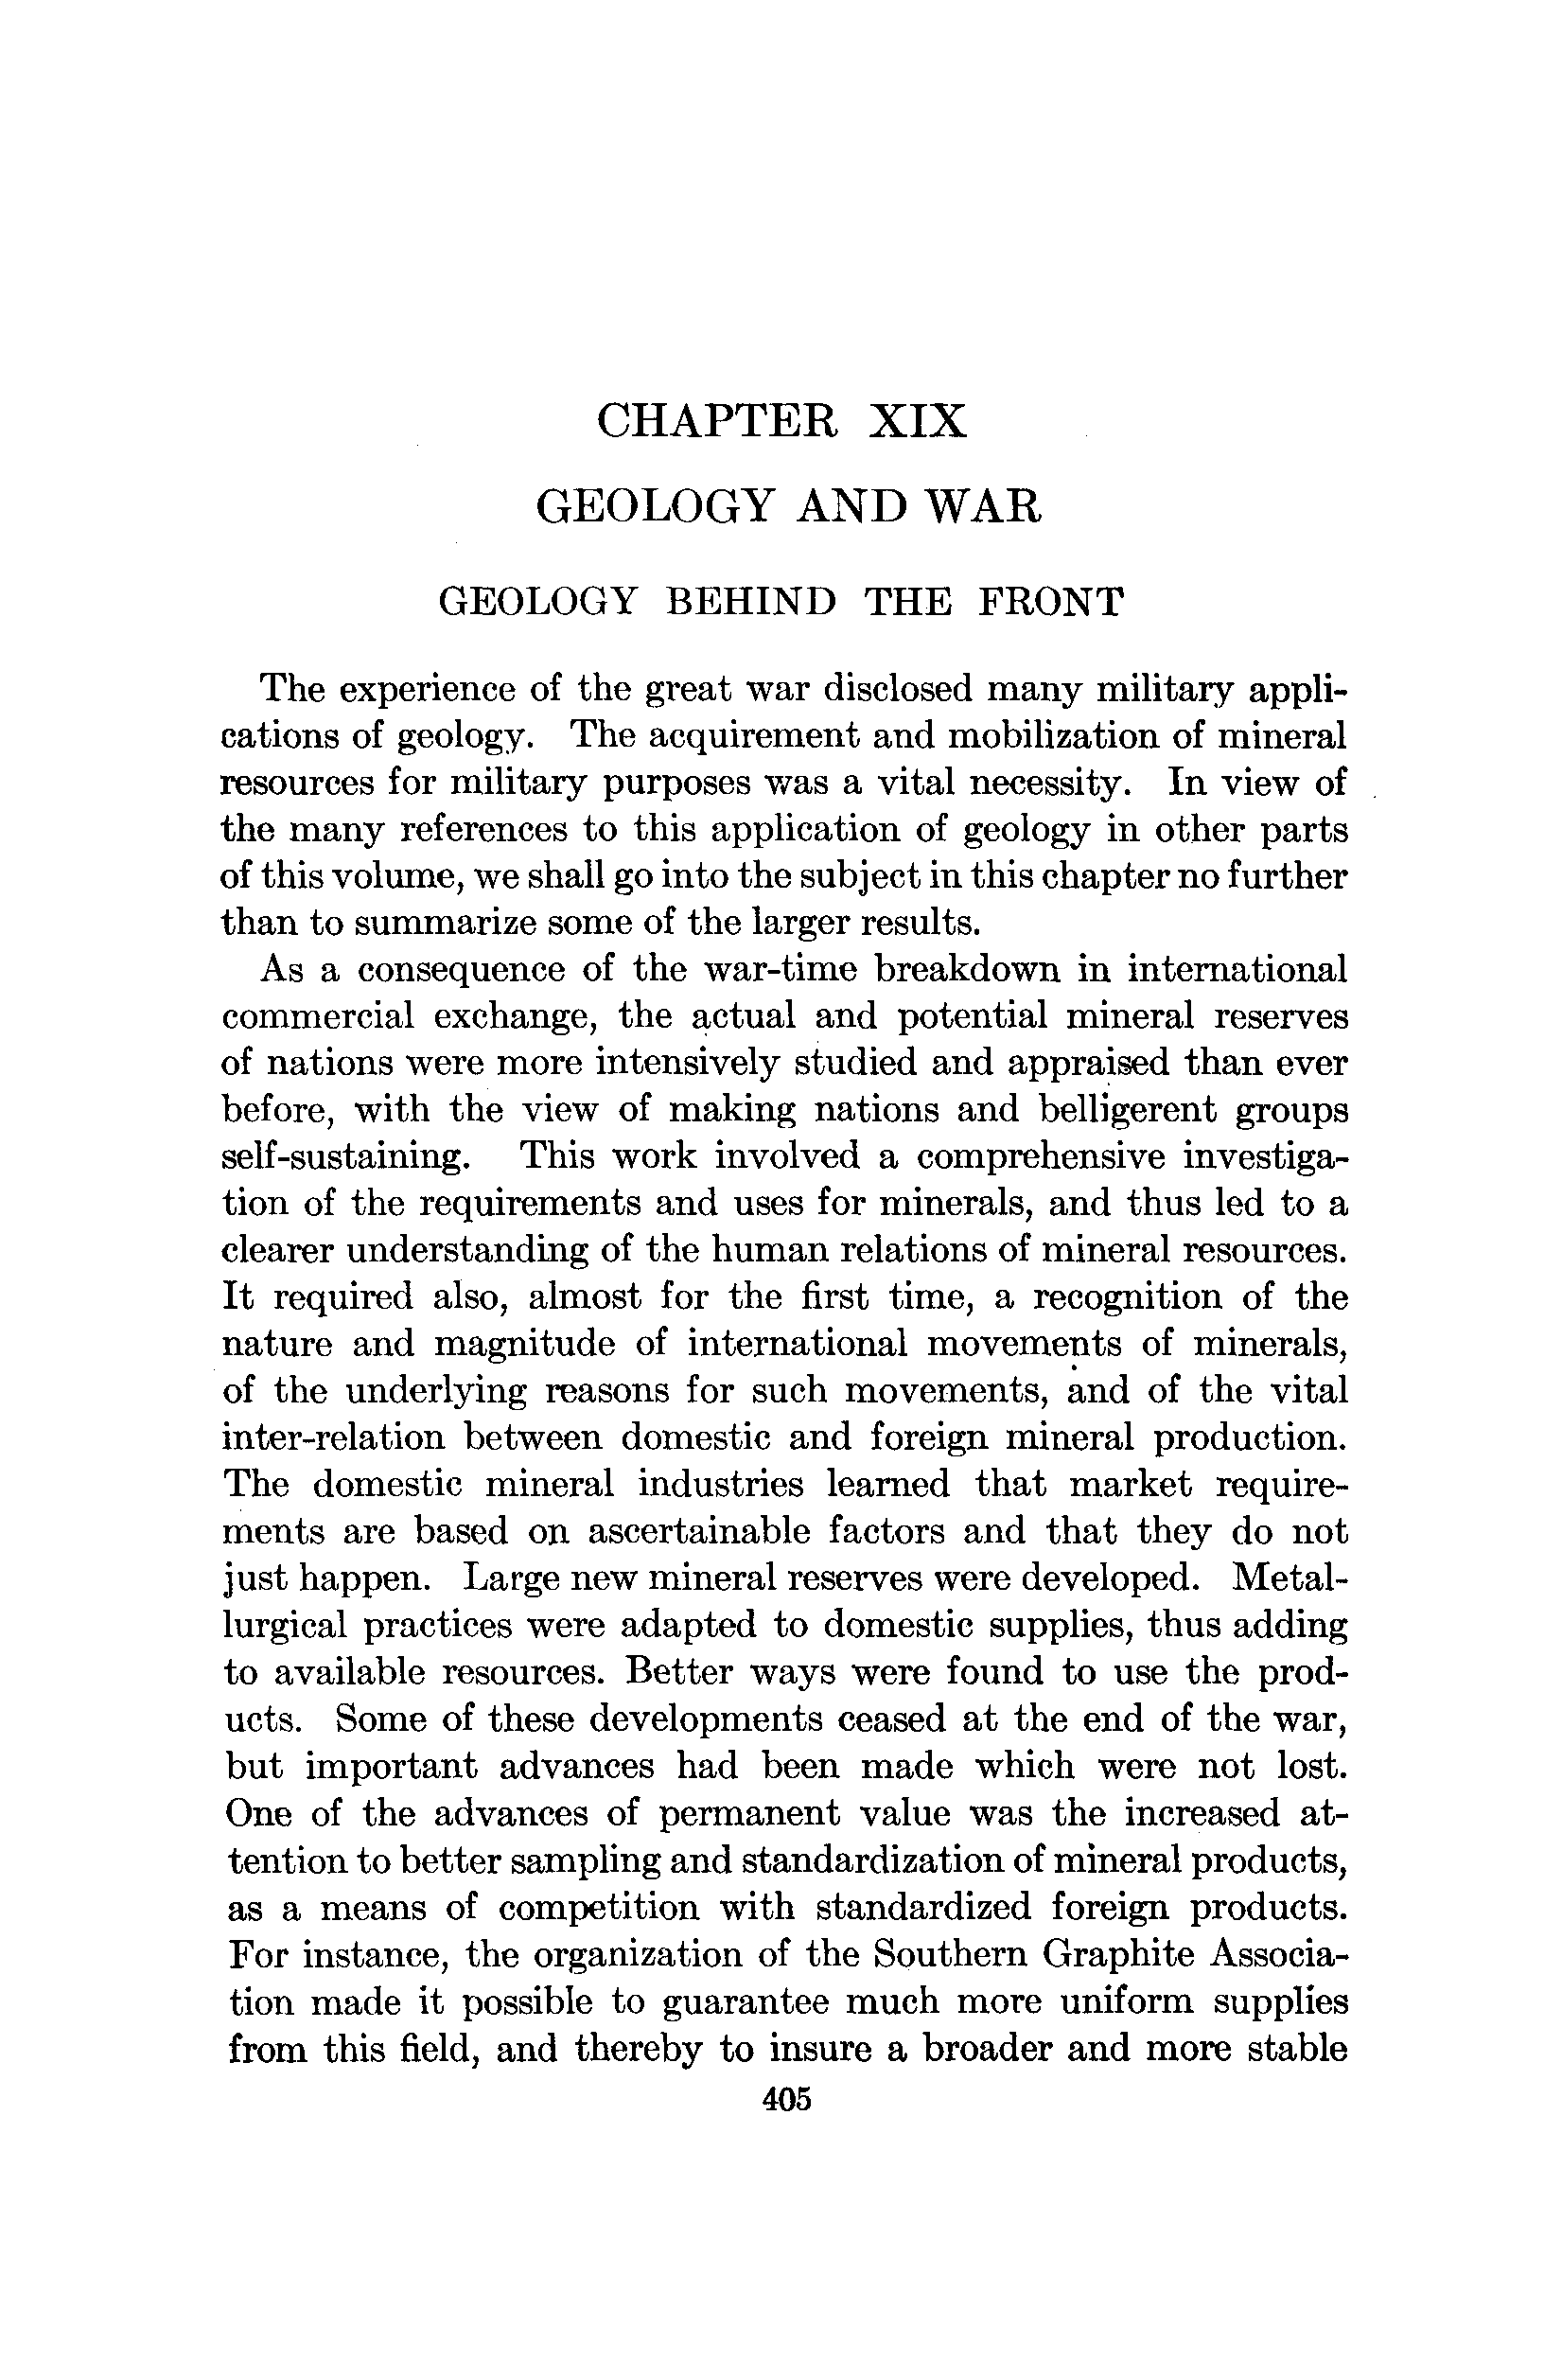 CHAPTER XIX
GEOLOGY AND WAR
GEOLOGY BEHIND THE FRONT
The experience of the great war disclosed many military appli-
cations of geology. The acquirement and mobilization of mineral
resources for military purposes was a vital necessity. In view of
the many references to this application of geology in other parts
of this volume, we shall go into the subject in this chapter no further
than to summarize some of the larger results.
As a consequence of the war-time breakdown in international
commercial exchange, the actual and potential mineral reserves
of nations were more intensively studied and appraised than ever
before, with the view of making nations and belligerent groups
self-sustaining. This work involved a comprehensive investiga-
tion of the requirements and uses for minerals, and thus led to a
clearer understanding of the human relations of mineral resources.
It required also, almost for the first time, a recognition of the
nature and magnitude of international movements of minerals,
of the underlying reasons for such movements, and of the vital
inter-relation between domestic and foreign mineral production.
The domestic mineral industries learned that market require-
ments are based on ascertainable factors and that they do not
just happen. Large new mineral reserves were developed. Metal-
lurgical practices were adapted to domestic supplies, thus adding
to available resources. Better ways were found to use the prod-
ucts. Some of these developments ceased at the end of the war,
but important advances had been made which were not lost.
One of the advances of permanent value was the increased at-
tention to better sampling and standardization of mineral products,
as a means of competition with standardized foreign products.
For instance, the organization of the Southern Graphite Associa-
tion made it possible to guarantee much more uniform supplies
from this field, and thereby to insure a broader and more stable
405